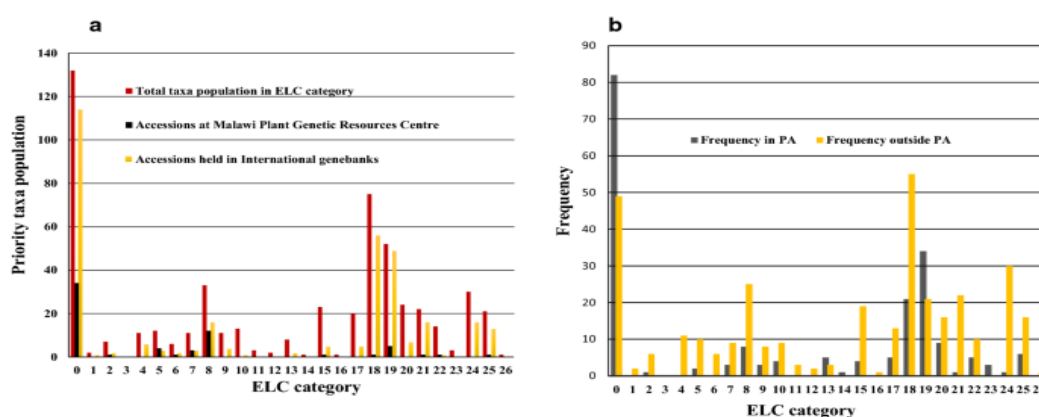 a
140
120
100
80
60
40
20
0
Priority taxa population
Total taxa population in ELC category
Accessions at Malawi Plant Genetic Resources Centre
Accessions held in International genebanks
0 1 2 3 4 5 6 7 8 9 10 11 12 13 14 15 16 17 18 19 20 21 22 23 24 25 26
ELC category
b
90
80
70
60
50
40
30
20
10
0
Frequency
Frequency in PA
Frequency outside PA
0 1 2 3 4 5 6 7 8 9 10 11 12 13 14 15 16 17 18 19 20 21 22 23 24 25
ELC category